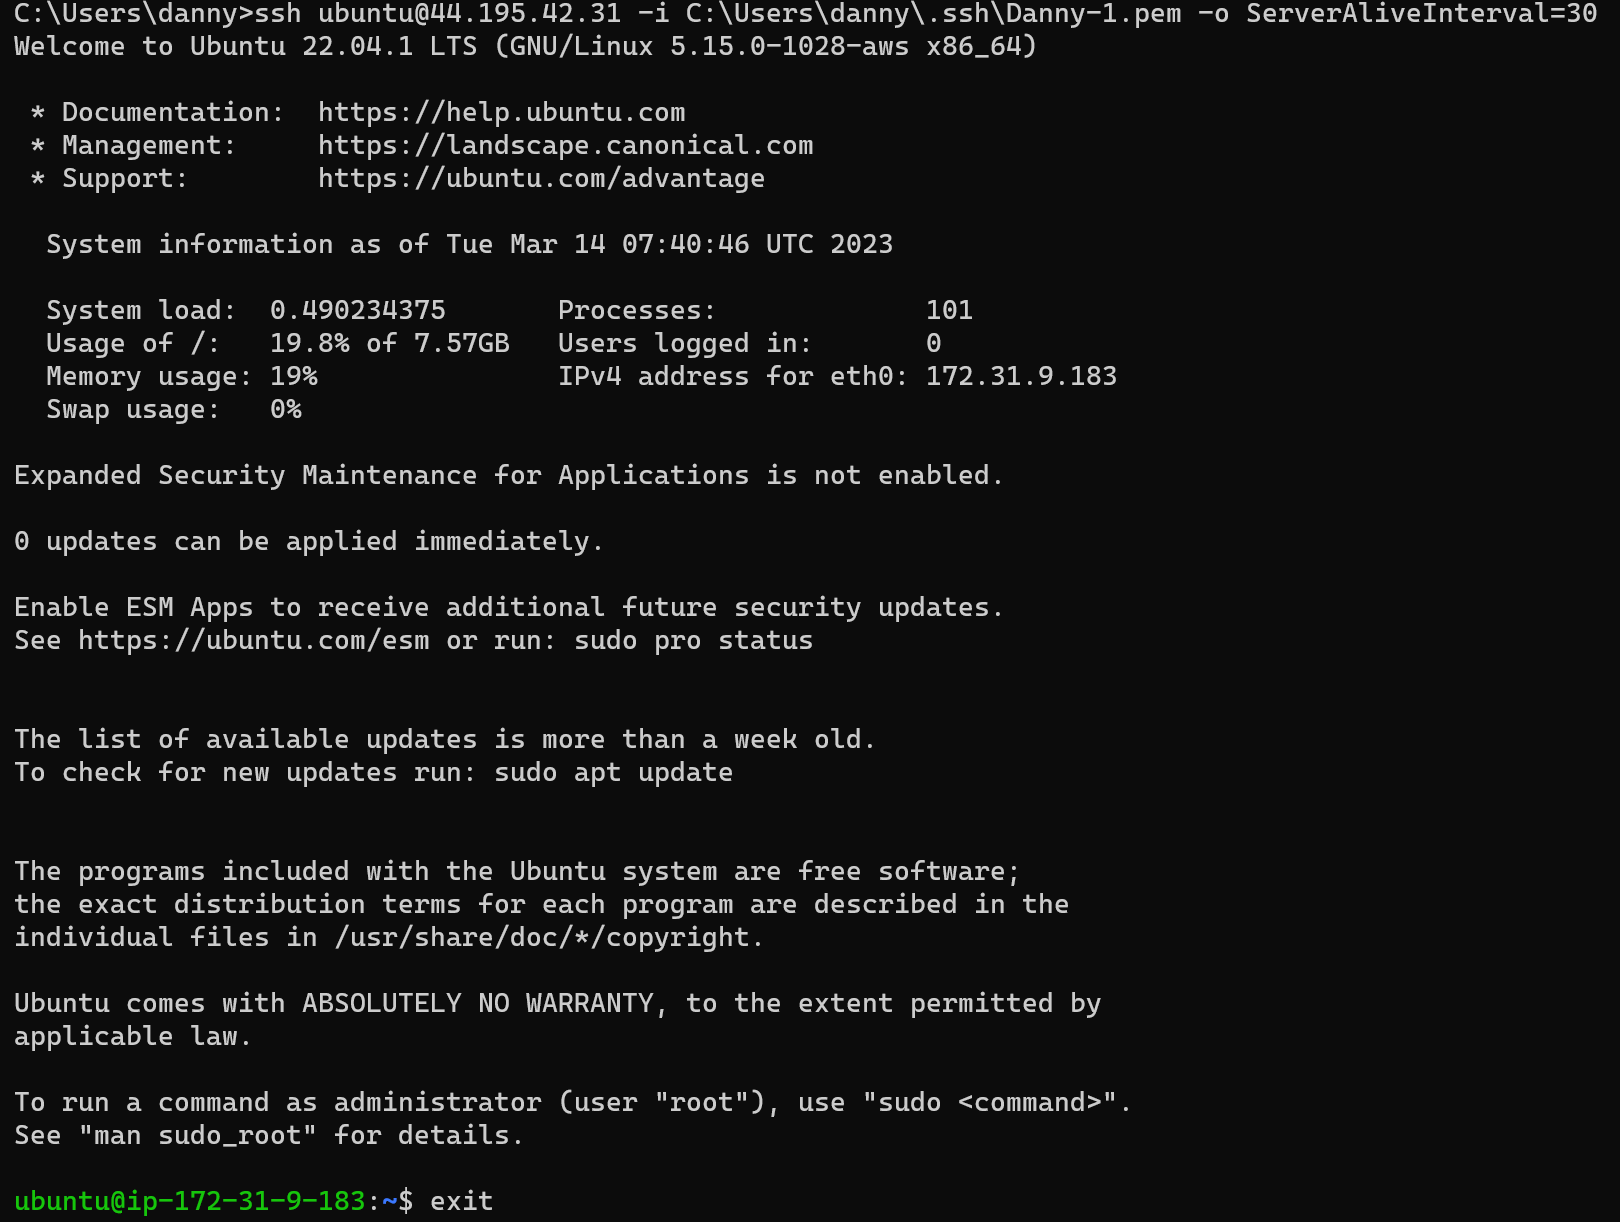 C:\Users\danny>ssh ubuntu@44.195.42.31 -i C:\Users\danny\.ssh\Danny-1.pem -o ServerAliveInterval=30
Welcome to Ubuntu 22.04.1 LTS (GNU/Linux 5.15.0-1028-aws x86_64)

 * Documentation:  https://help.ubuntu.com
 * Management:     https://landscape.canonical.com
 * Support:        https://ubuntu.com/advantage

  System information as of Tue Mar 14 07:40:46 UTC 2023

  System load:  0.490234375       Processes:             101
  Usage of /:   19.8% of 7.57GB   Users logged in:       0
  Memory usage: 19%               IPv4 address for eth0: 172.31.9.183
  Swap usage:   0%

Expanded Security Maintenance for Applications is not enabled.

0 updates can be applied immediately.

Enable ESM Apps to receive additional future security updates.
See https://ubuntu.com/esm or run: sudo pro status


The list of available updates is more than a week old.
To check for new updates run: sudo apt update


The programs included with the Ubuntu system are free software;
the exact distribution terms for each program are described in the
individual files in /usr/share/doc/*/copyright.

Ubuntu comes with ABSOLUTELY NO WARRANTY, to the extent permitted by
applicable law.

To run a command as administrator (user "root"), use "sudo <command>".
See "man sudo_root" for details.

ubuntu@ip-172-31-9-183:~$ exit